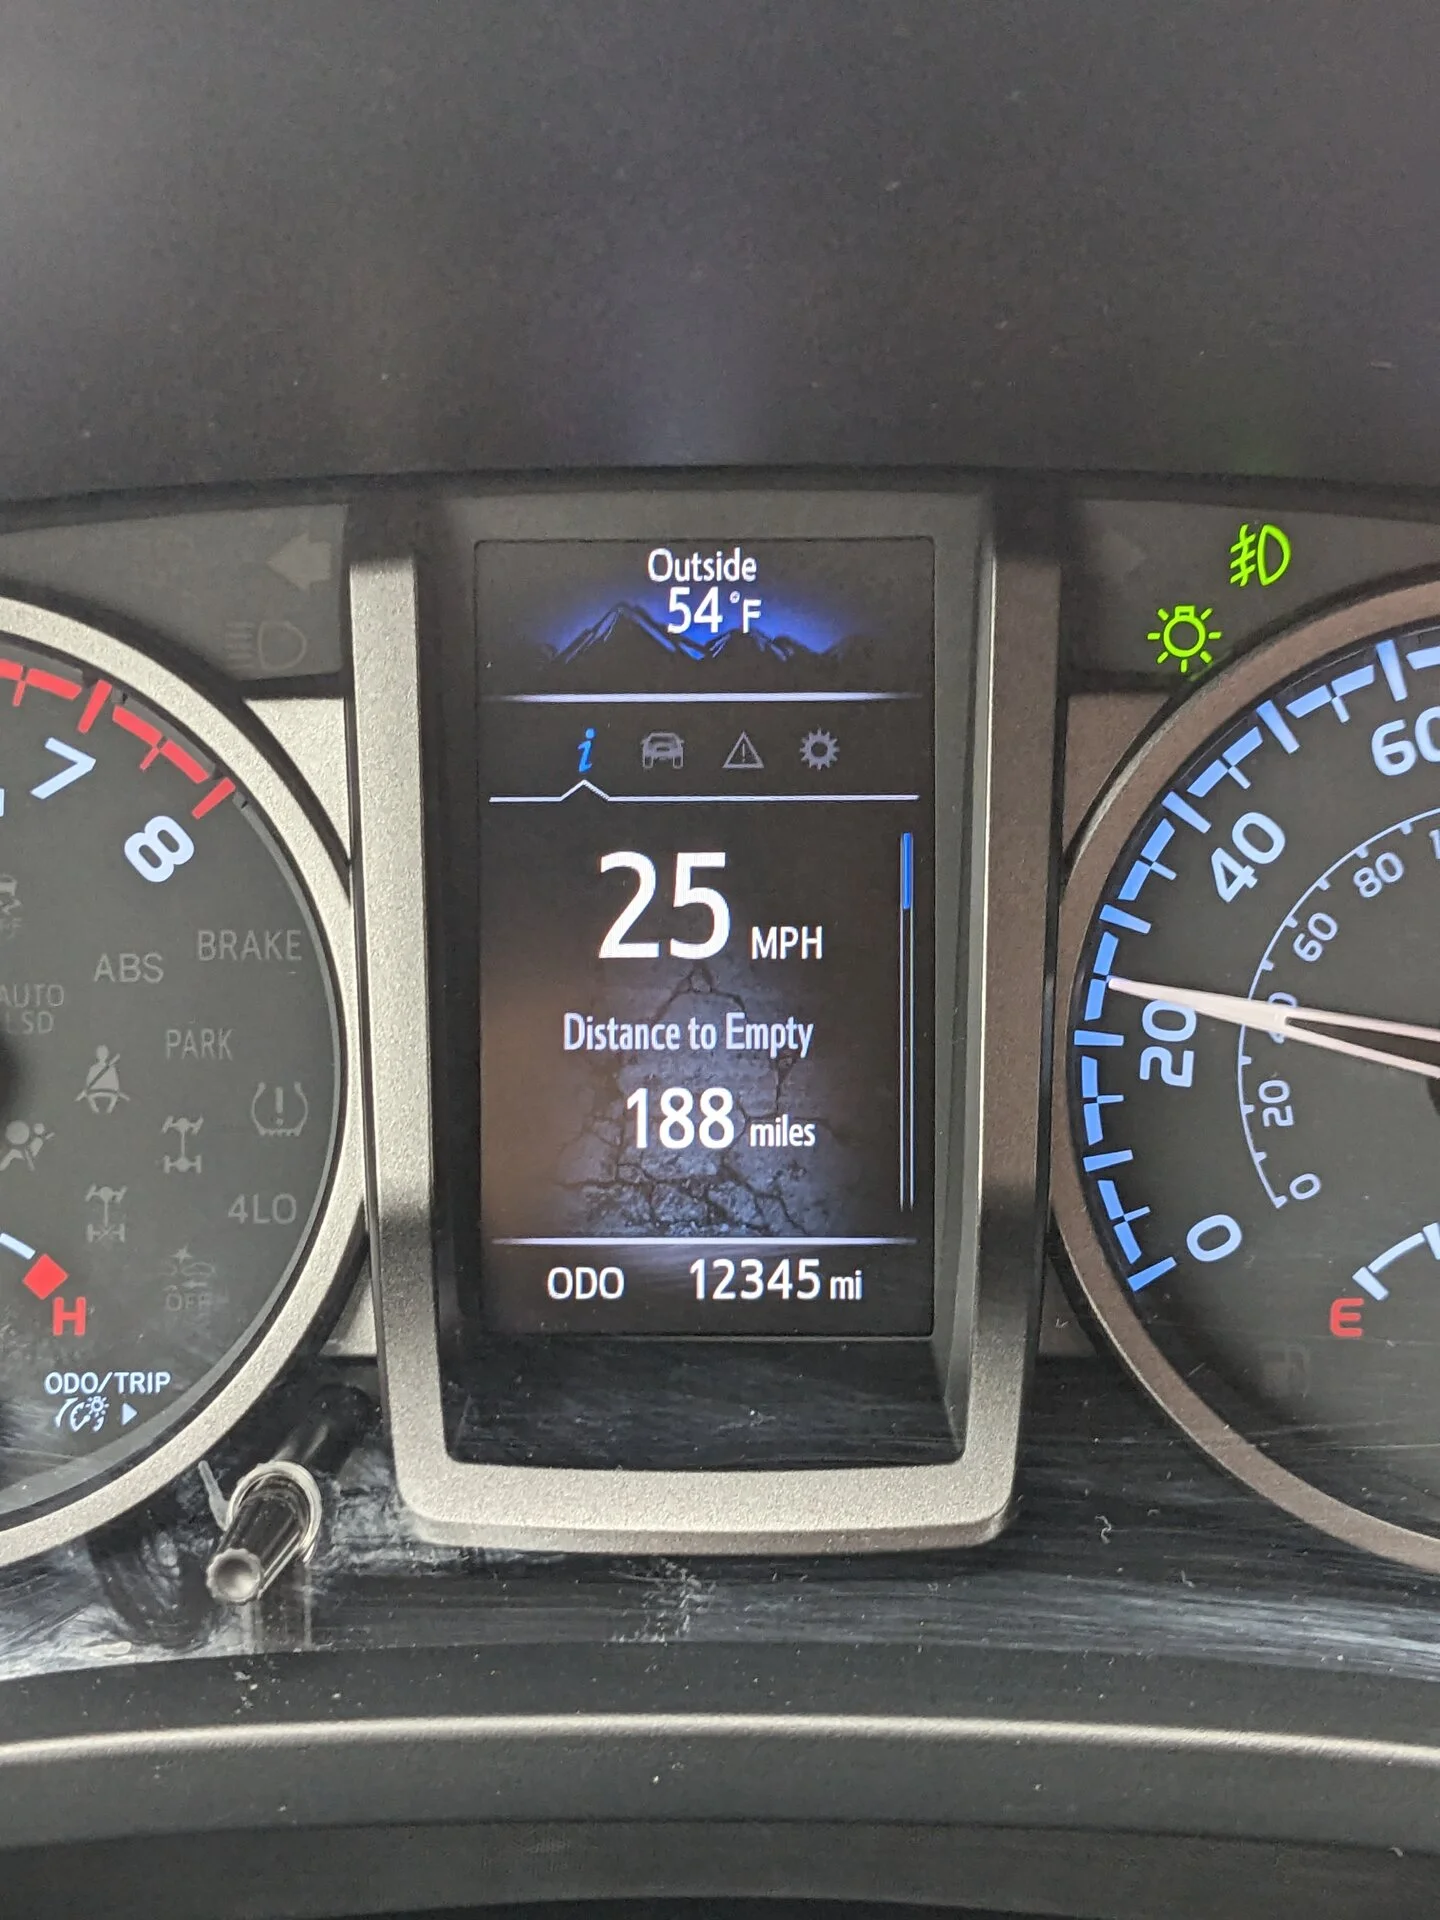 Outside
54°F
i
25 MPH
Distance to Empty
188 miles
ODO 12345 mi
7
8
ABS
BRAKE
AUTO
LSD
PARK
4LO
OFF
H
ODO/TRIP
60
40
20
0
80
60
20
0
E